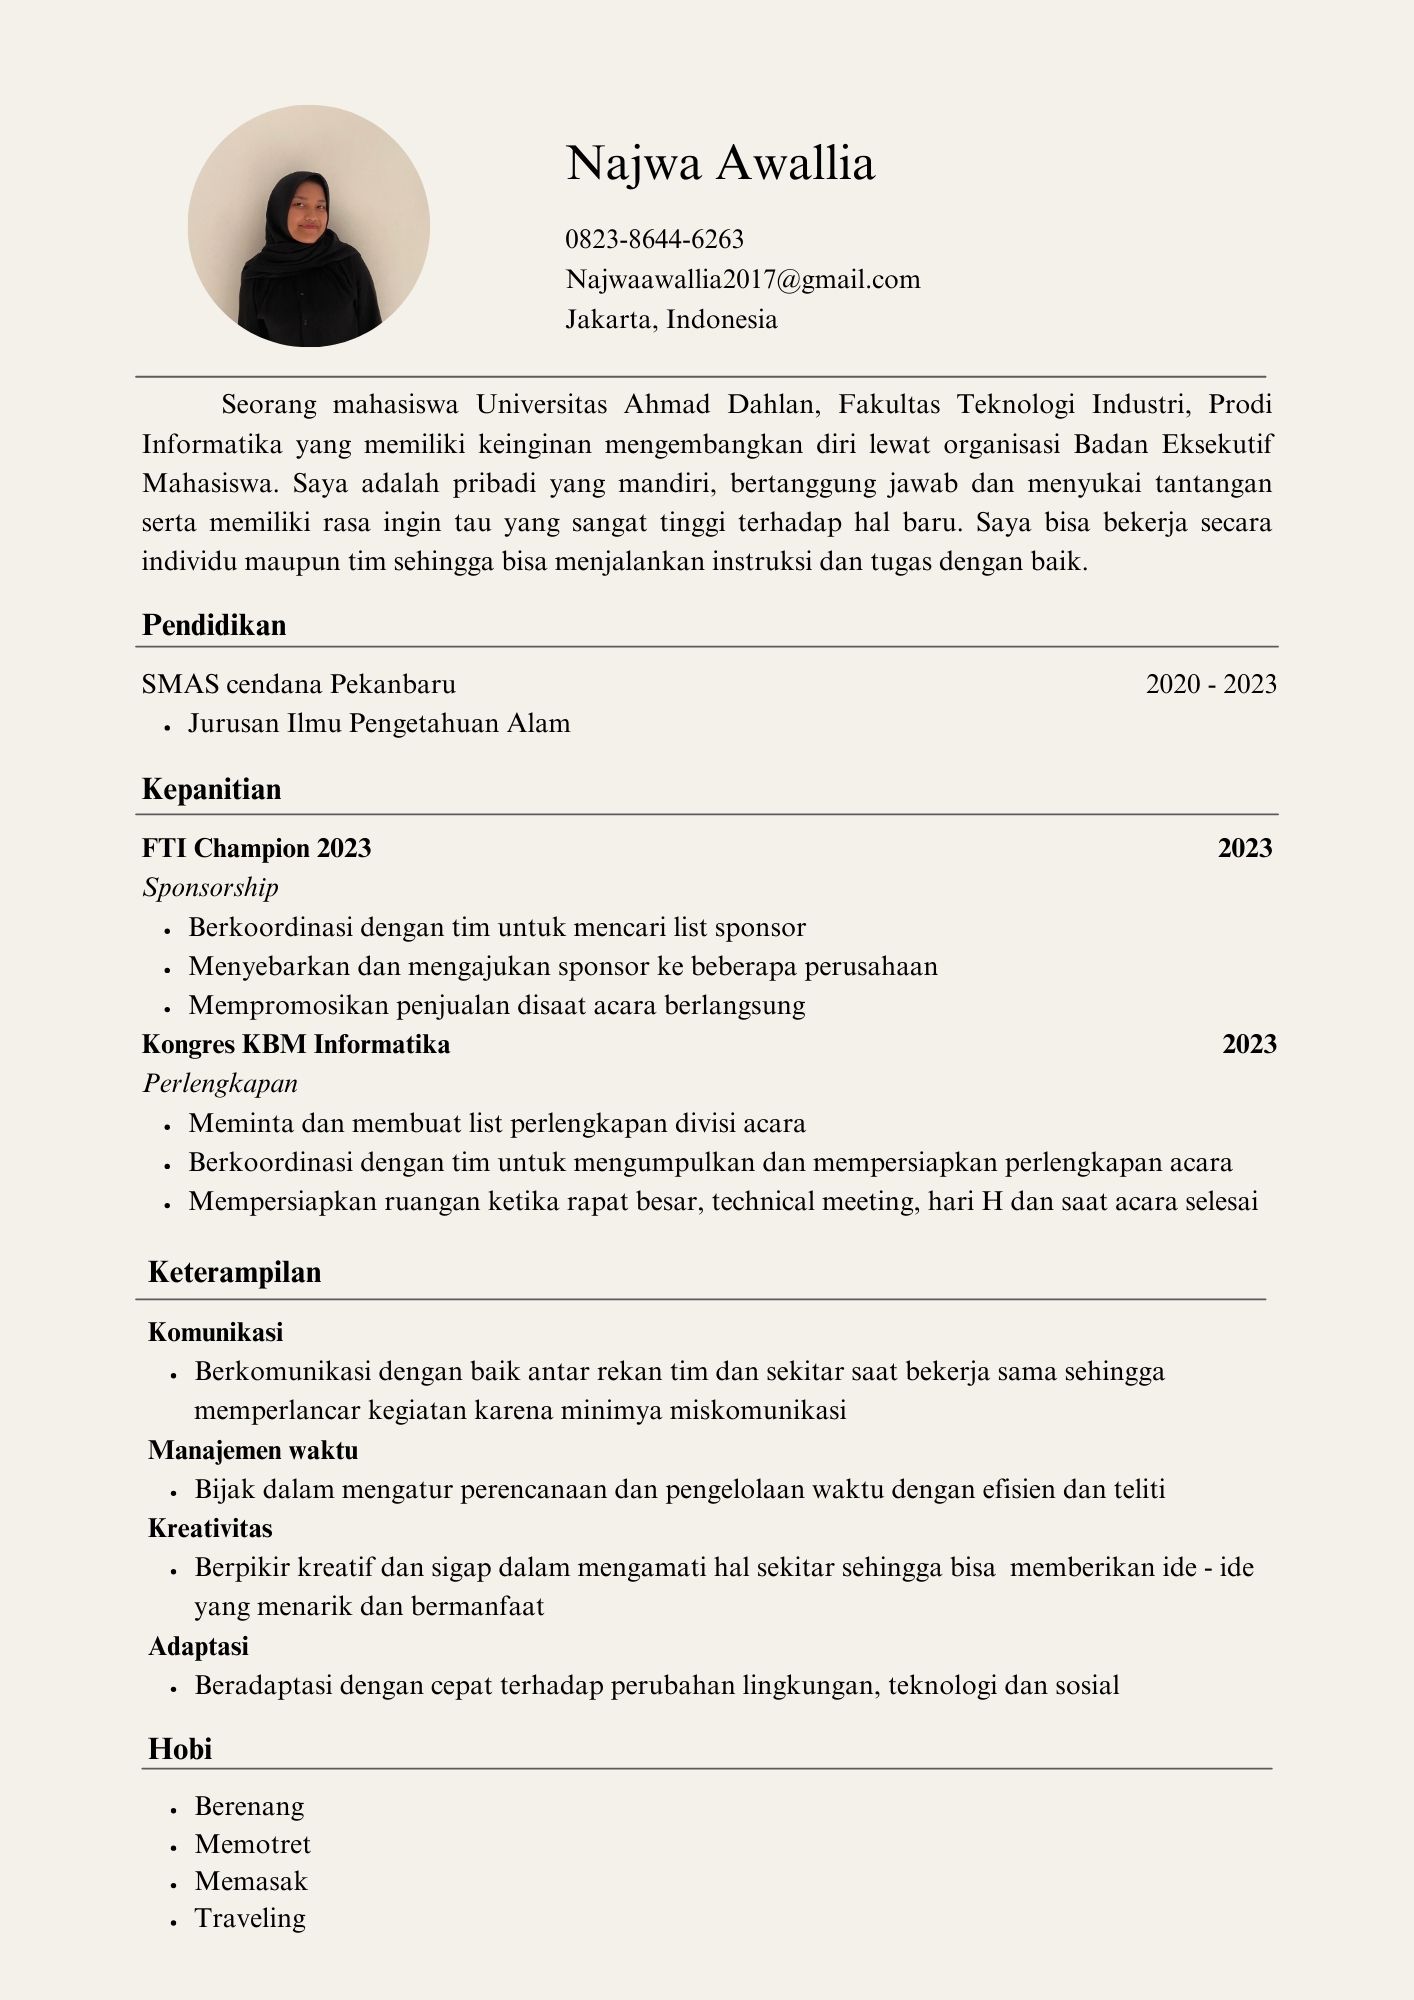 Najwa Awallia
0823-8644-6263
Najwaawallia2017@gmail.com
Jakarta, Indonesia
Seorang mahasiswa Universitas Ahmad Dahlan, Fakultas Teknologi Industri, Prodi
Informatika yang memiliki keinginan mengembangkan diri lewat organisasi Badan Eksekutif
Mahasiswa. Saya adalah pribadi yang mandiri, bertanggung jawab dan menyukai tantangan
serta memiliki rasa ingin tau yang sangat tinggi terhadap hal baru. Saya bisa bekerja secara
individu maupun tim sehingga bisa menjalankan instruksi dan tugas dengan baik.
Pendidikan
SMAS cendana Pekanbaru 2020 - 2023
• Jurusan Ilmu Pengetahuan Alam
Kepanitian
FTI Champion 2023 2023
Sponsorship
• Berkoordinasi dengan tim untuk mencari list sponsor
• Menyebarkan dan mengajukan sponsor ke beberapa perusahaan
• Mempromosikan penjualan disaat acara berlangsung
Kongres KBM Informatika 2023
Perlengkapan
• Meminta dan membuat list perlengkapan divisi acara
• Berkoordinasi dengan tim untuk mengumpulkan dan mempersiapkan perlengkapan acara
• Mempersiapkan ruangan ketika rapat besar, technical meeting, hari H dan saat acara selesai
Keterampilan
Komunikasi
• Berkomunikasi dengan baik antar rekan tim dan sekitar saat bekerja sama sehingga
memperlancar kegiatan karena minimya miskomunikasi
Manajemen waktu
• Bijak dalam mengatur perencanaan dan pengelolaan waktu dengan efisien dan teliti
Kreativitas
• Berpikir kreatif dan sigap dalam mengamati hal sekitar sehingga bisa  memberikan ide - ide
yang menarik dan bermanfaat
Adaptasi
• Beradaptasi dengan cepat terhadap perubahan lingkungan, teknologi dan sosial
Hobi
• Berenang
• Memotret
• Memasak
• Traveling